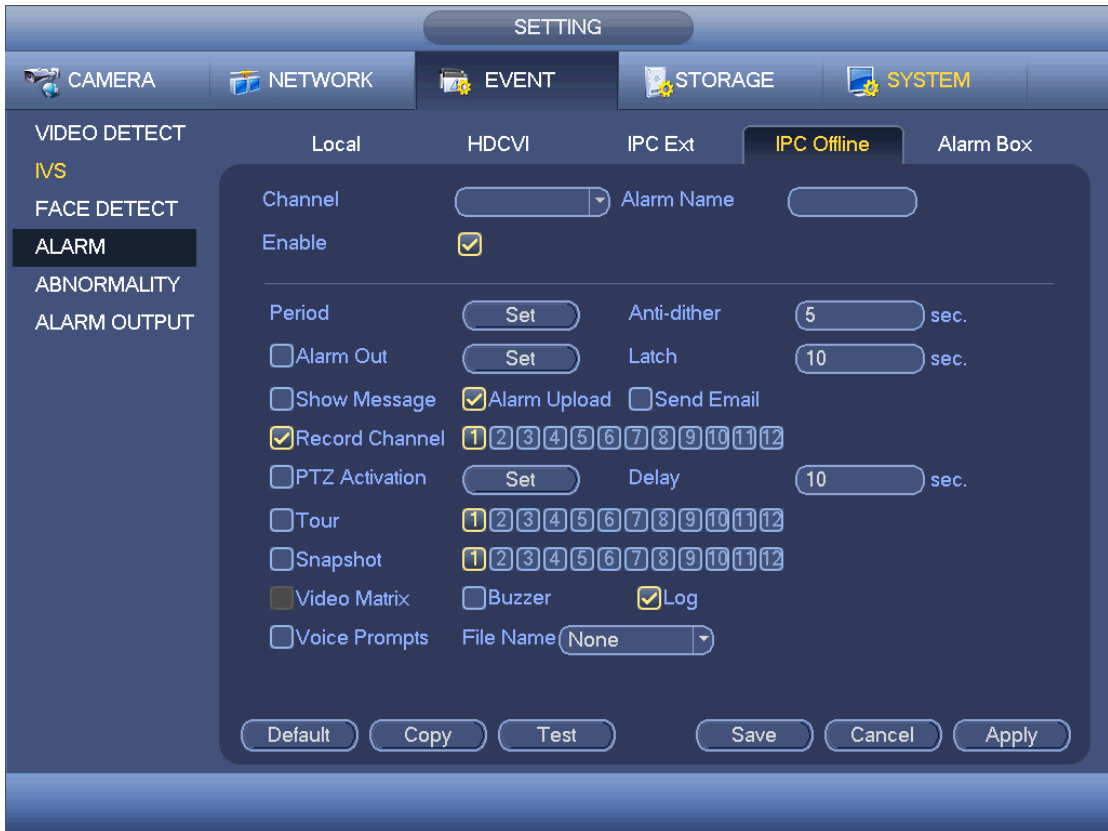 SETTING
CAMERA NETWORK EVENT STORAGE SYSTEM
VIDEO DETECT
IVS
FACE DETECT
ALARM
ABNORMALITY
ALARM OUTPUT
Local HDCVI IPC Ext IPC Offline Alarm Box
Channel Alarm Name
Enable
Period Set Anti-dither 5 sec.
Alarm Out Set Latch 10 sec.
Show Message Alarm Upload Send Email
Record Channel 1 2 3 4 5 6 7 8 9 10 11 12
PTZ Activation Set Delay 10 sec.
Tour 1 2 3 4 5 6 7 8 9 10 11 12
Snapshot 1 2 3 4 5 6 7 8 9 10 11 12
Video Matrix Buzzer Log
Voice Prompts File Name None
Default Copy Test Save Cancel Apply